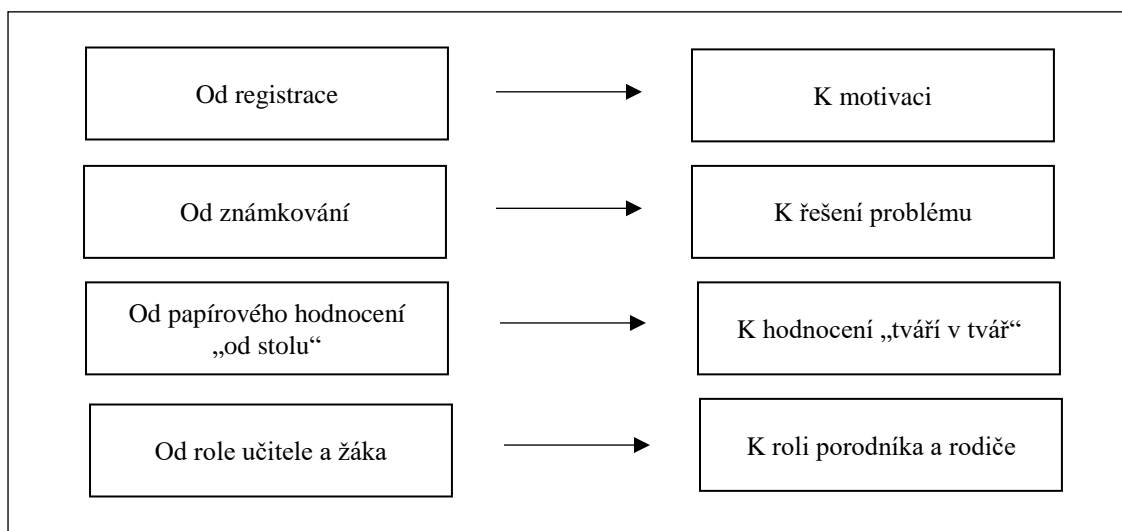 Od registrace
K motivaci
Od známkování
K řešení problému
Od papírového hodnocení
„od stolu“
K hodnocení „tváří v tvář“
Od role učitele a žáka
K roli porodníka a rodiče